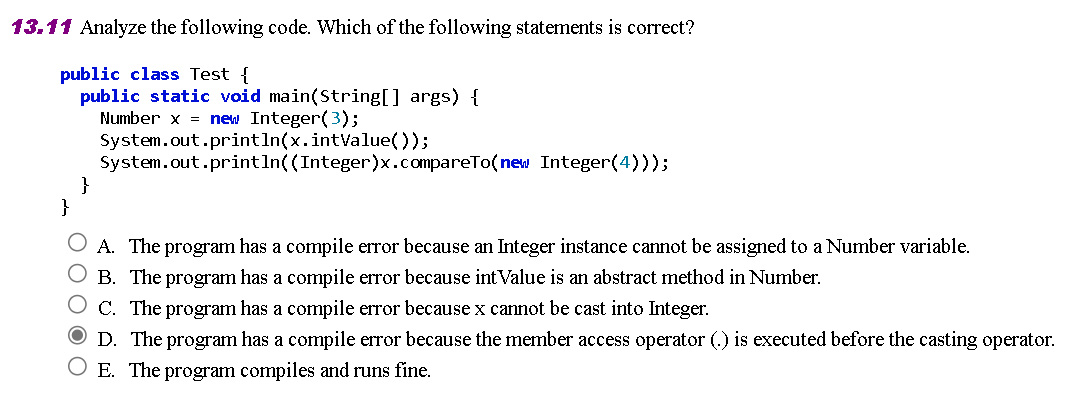 13.11 Analyze the following code. Which of the following statements is correct?
public class Test {
public static void main(String[] args) {
Number x = new Integer(3);
System.out.println(x.intValue());
System.out.println((Integer)x.compareTo(new Integer(4)));
}
}
A. The program has a compile error because an Integer instance cannot be assigned to a Number variable.
B. The program has a compile error because intValue is an abstract method in Number.
C. The program has a compile error because x cannot be cast into Integer.
D. The program has a compile error because the member access operator (.) is executed before the casting operator.
E. The program compiles and runs fine.